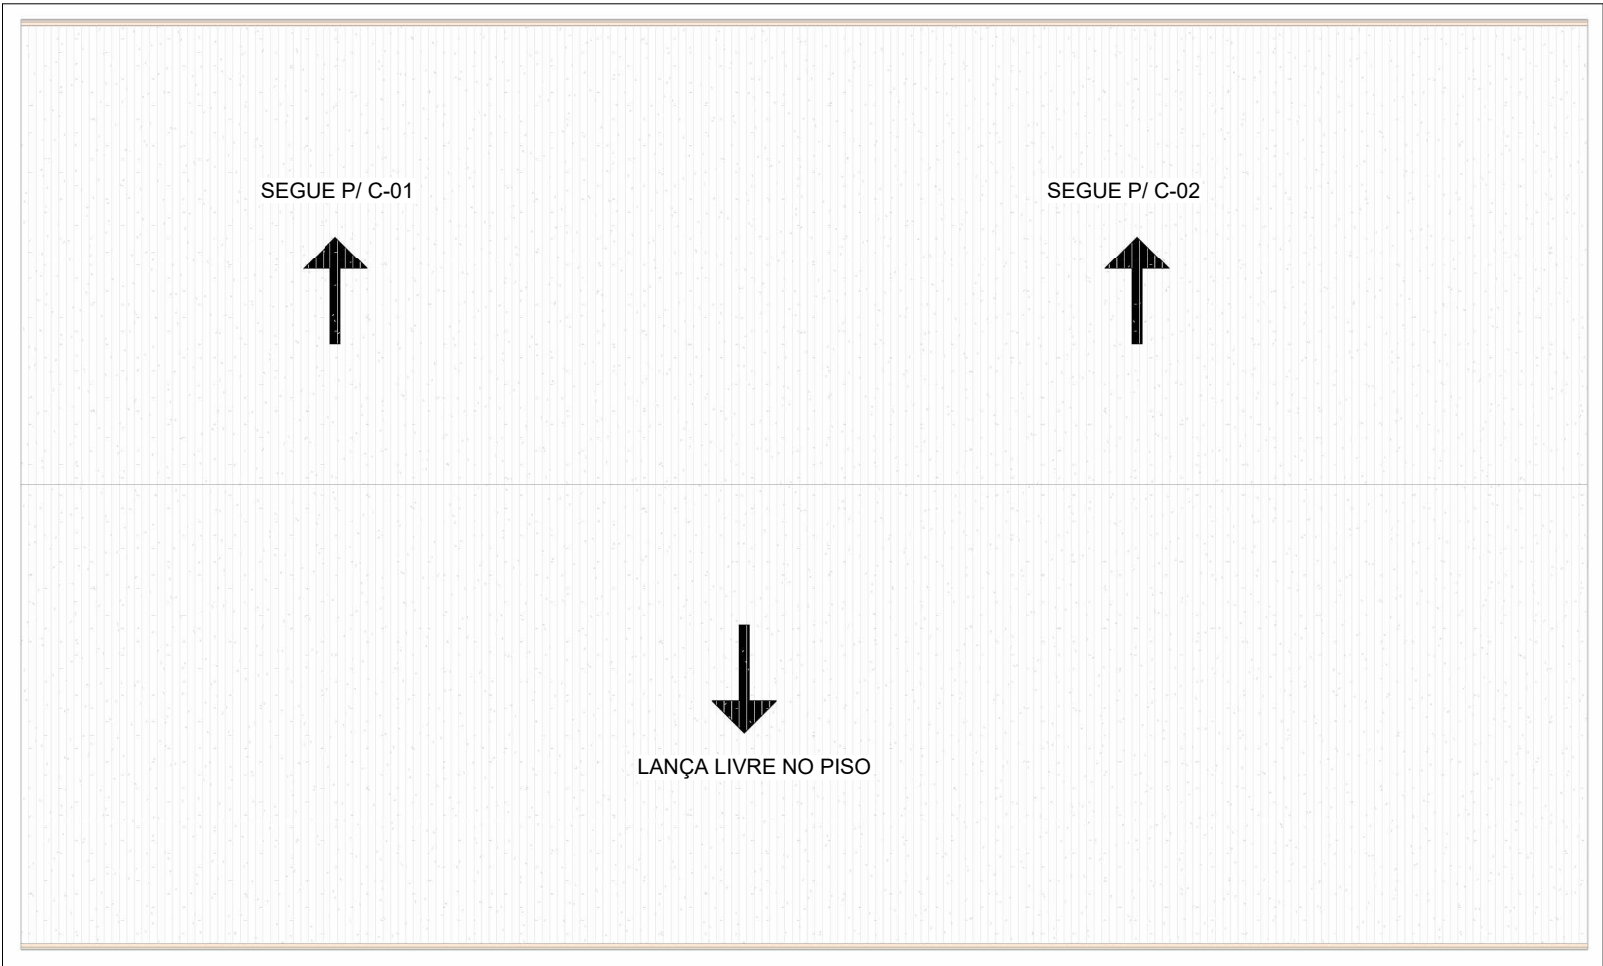 SEGUE P/ C-01
SEGUE P/ C-02
LANÇA LIVRE NO PISO